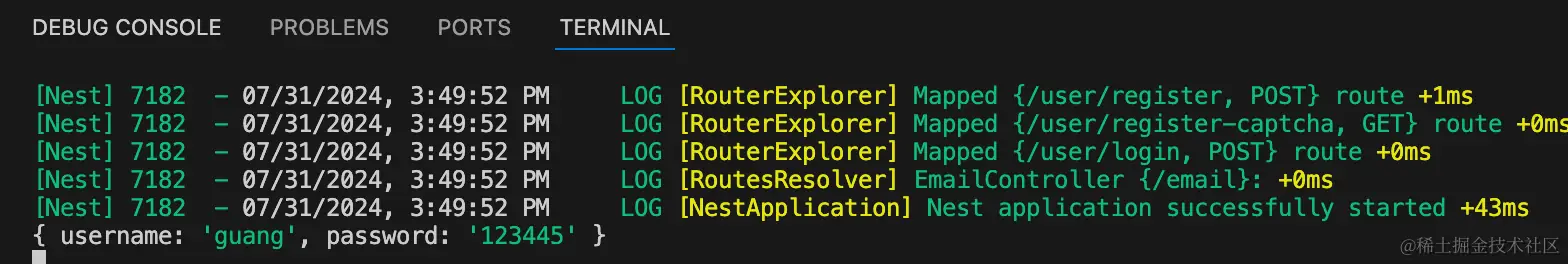 DEBUG CONSOLE PROBLEMS PORTS TERMINAL
[Nest] 7182  - 07/31/2024, 3:49:52 PM     LOG [RouterExplorer] Mapped {/user/register, POST} route +1ms
[Nest] 7182  - 07/31/2024, 3:49:52 PM     LOG [RouterExplorer] Mapped {/user/register-captcha, GET} route +0ms
[Nest] 7182  - 07/31/2024, 3:49:52 PM     LOG [RouterExplorer] Mapped {/user/login, POST} route +0ms
[Nest] 7182  - 07/31/2024, 3:49:52 PM     LOG [RoutesResolver] EmailController {/email}: +0ms
[Nest] 7182  - 07/31/2024, 3:49:52 PM     LOG [NestApplication] Nest application successfully started +43ms
{ username: 'guang', password: '123445' }
@稀土掘金技术社区